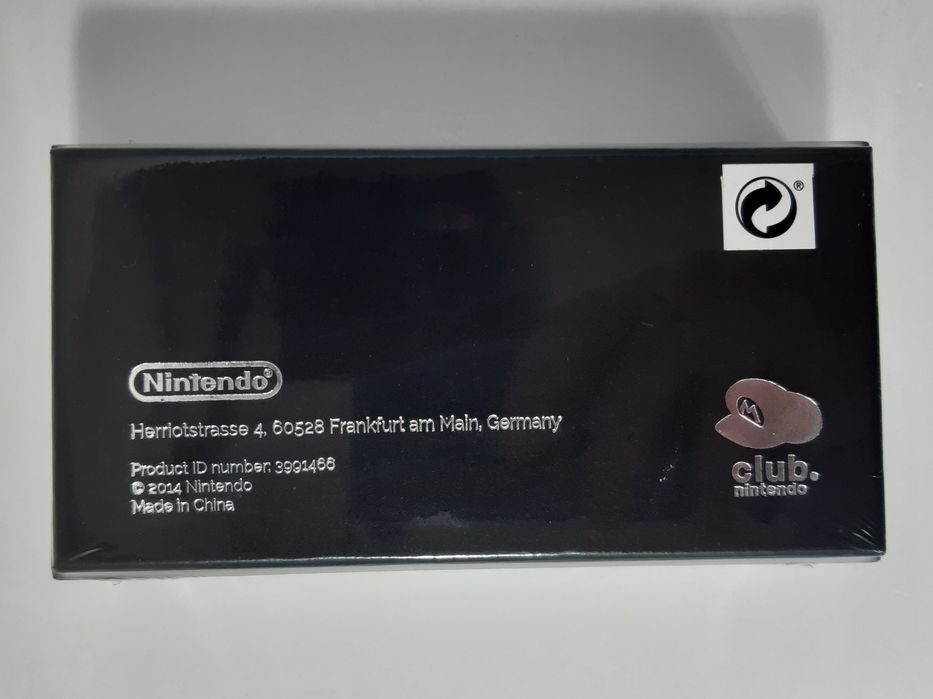 ®
Nintendo®
Herriotstrasse 4, 60528 Frankfurt am Main, Germany
Product ID number: 3991466
© 2014 Nintendo
Made in China
M
club.
nintendo